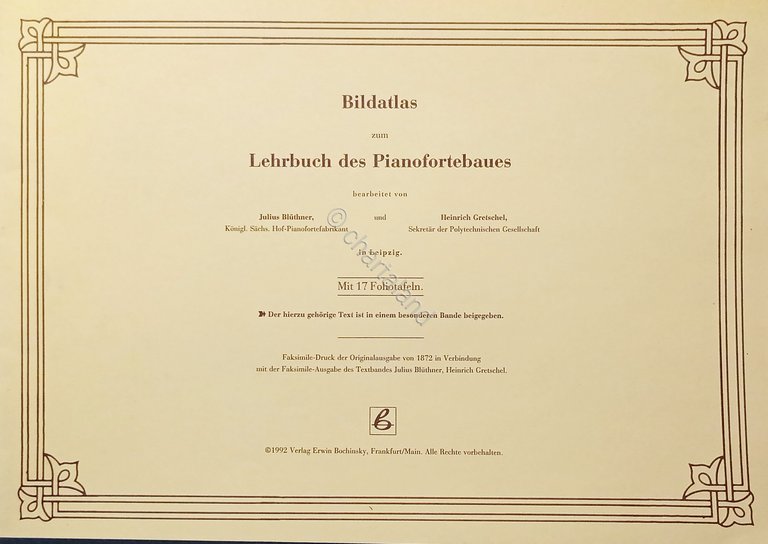 Bildatlas
zum
Lehrbuch des Pianofortebaues
bearbeitet von
Julius Blüthner, und Heinrich Gretschel,
Königl. Sächs. Hof-Pianofortefabrikant Sekretär der Polytechnischen Gesellschaft
in Leipzig.
Mit 17 Foliotafeln.
Der hierzu gehörige Text ist in einem besonderen Bande beigegeben.
Faksimile-Druck der Originalausgabe von 1872 in Verbindung
mit der Faksimile-Ausgabe des Textbandes Julius Blüthner, Heinrich Gretschel.
b
©1992 Verlag Erwin Bochinsky, Frankfurt/Main. Alle Rechte vorbehalten.
© chartaland